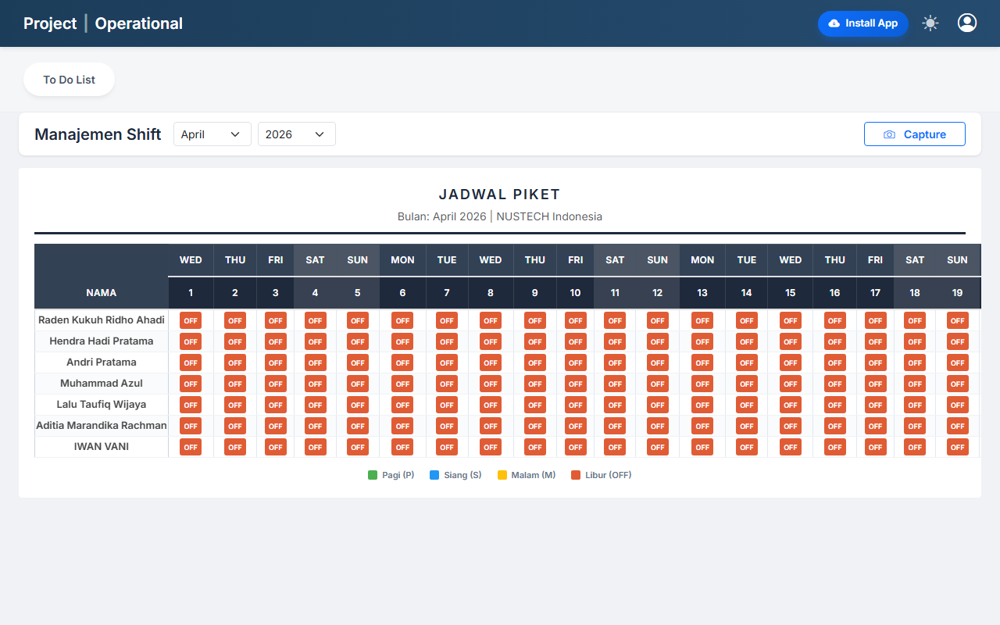 Project | Operational
Install App
To Do List
Manajemen Shift April 2026 Capture
JADWAL PIKET
Bulan: April 2026 | NUSTECH Indonesia
WED THU FRI SAT SUN MON TUE WED THU FRI SAT SUN MON TUE WED THU FRI SAT SUN
NAMA 1 2 3 4 5 6 7 8 9 10 11 12 13 14 15 16 17 18 19
Raden Kukuh Ridho Ahadi OFF OFF OFF OFF OFF OFF OFF OFF OFF OFF OFF OFF OFF OFF OFF OFF OFF OFF OFF
Hendra Hadi Pratama OFF OFF OFF OFF OFF OFF OFF OFF OFF OFF OFF OFF OFF OFF OFF OFF OFF OFF OFF
Andri Pratama OFF OFF OFF OFF OFF OFF OFF OFF OFF OFF OFF OFF OFF OFF OFF OFF OFF OFF OFF
Muhammad Azul OFF OFF OFF OFF OFF OFF OFF OFF OFF OFF OFF OFF OFF OFF OFF OFF OFF OFF OFF
Lalu Taufiq Wijaya OFF OFF OFF OFF OFF OFF OFF OFF OFF OFF OFF OFF OFF OFF OFF OFF OFF OFF OFF
Aditia Marandika Rachman OFF OFF OFF OFF OFF OFF OFF OFF OFF OFF OFF OFF OFF OFF OFF OFF OFF OFF OFF
IWAN VANI OFF OFF OFF OFF OFF OFF OFF OFF OFF OFF OFF OFF OFF OFF OFF OFF OFF OFF OFF
Pagi (P) Siang (S) Malam (M) Libur (OFF)